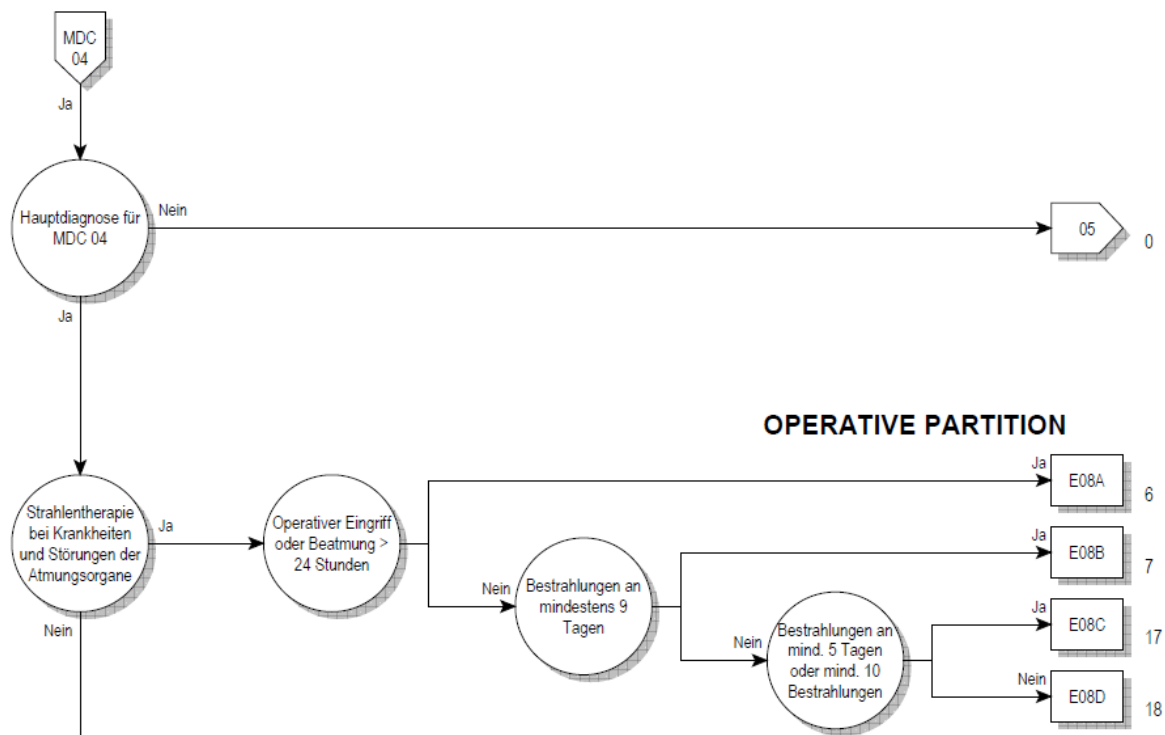 MDC
04
Ja
Hauptdiagnose für
MDC 04
Nein
05
0
Ja
OPERATIVE PARTITION
Strahlentherapie
bei Krankheiten
und Störungen der
Atmungsorgane
Ja
Operativer Eingriff
oder Beatmung >
24 Stunden
Ja
E08A
6
Nein
Bestrahlungen an
mindestens 9
Tagen
Ja
E08B
7
Nein
Bestrahlungen an
mind. 5 Tagen
oder mind. 10
Bestrahlungen
Ja
E08C
17
Nein
E08D
18
Nein